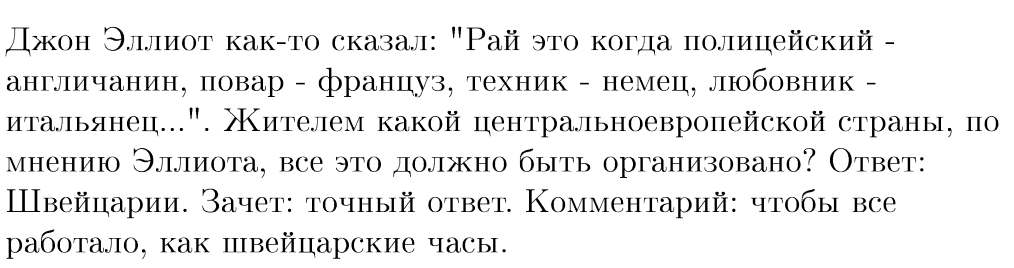 Джон Эллиот как-то сказал: "Рай это когда полицейский -
англичанин, повар - француз, техник - немец, любовник -
итальянец...". Жителем какой центральноевропейской страны, по
мнению Эллиота, все это должно быть организовано? Ответ:
Швейцарии. Зачет: точный ответ. Комментарий: чтобы все
работало, как швейцарские часы.